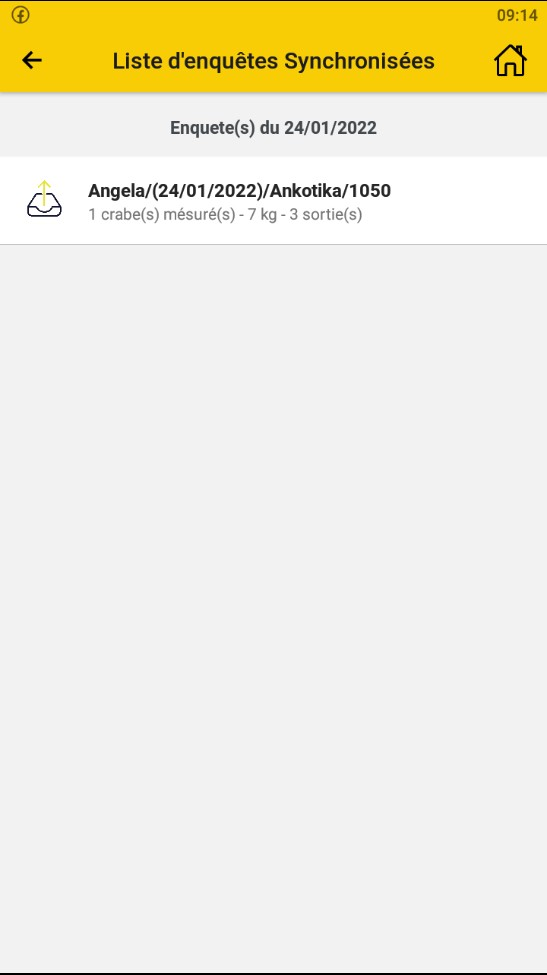 09:14
Liste d'enquêtes Synchronisées
Enquete(s) du 24/01/2022
Angela/(24/01/2022)/Ankotika/1050
1 crabe(s) mésuré(s) - 7 kg - 3 sortie(s)